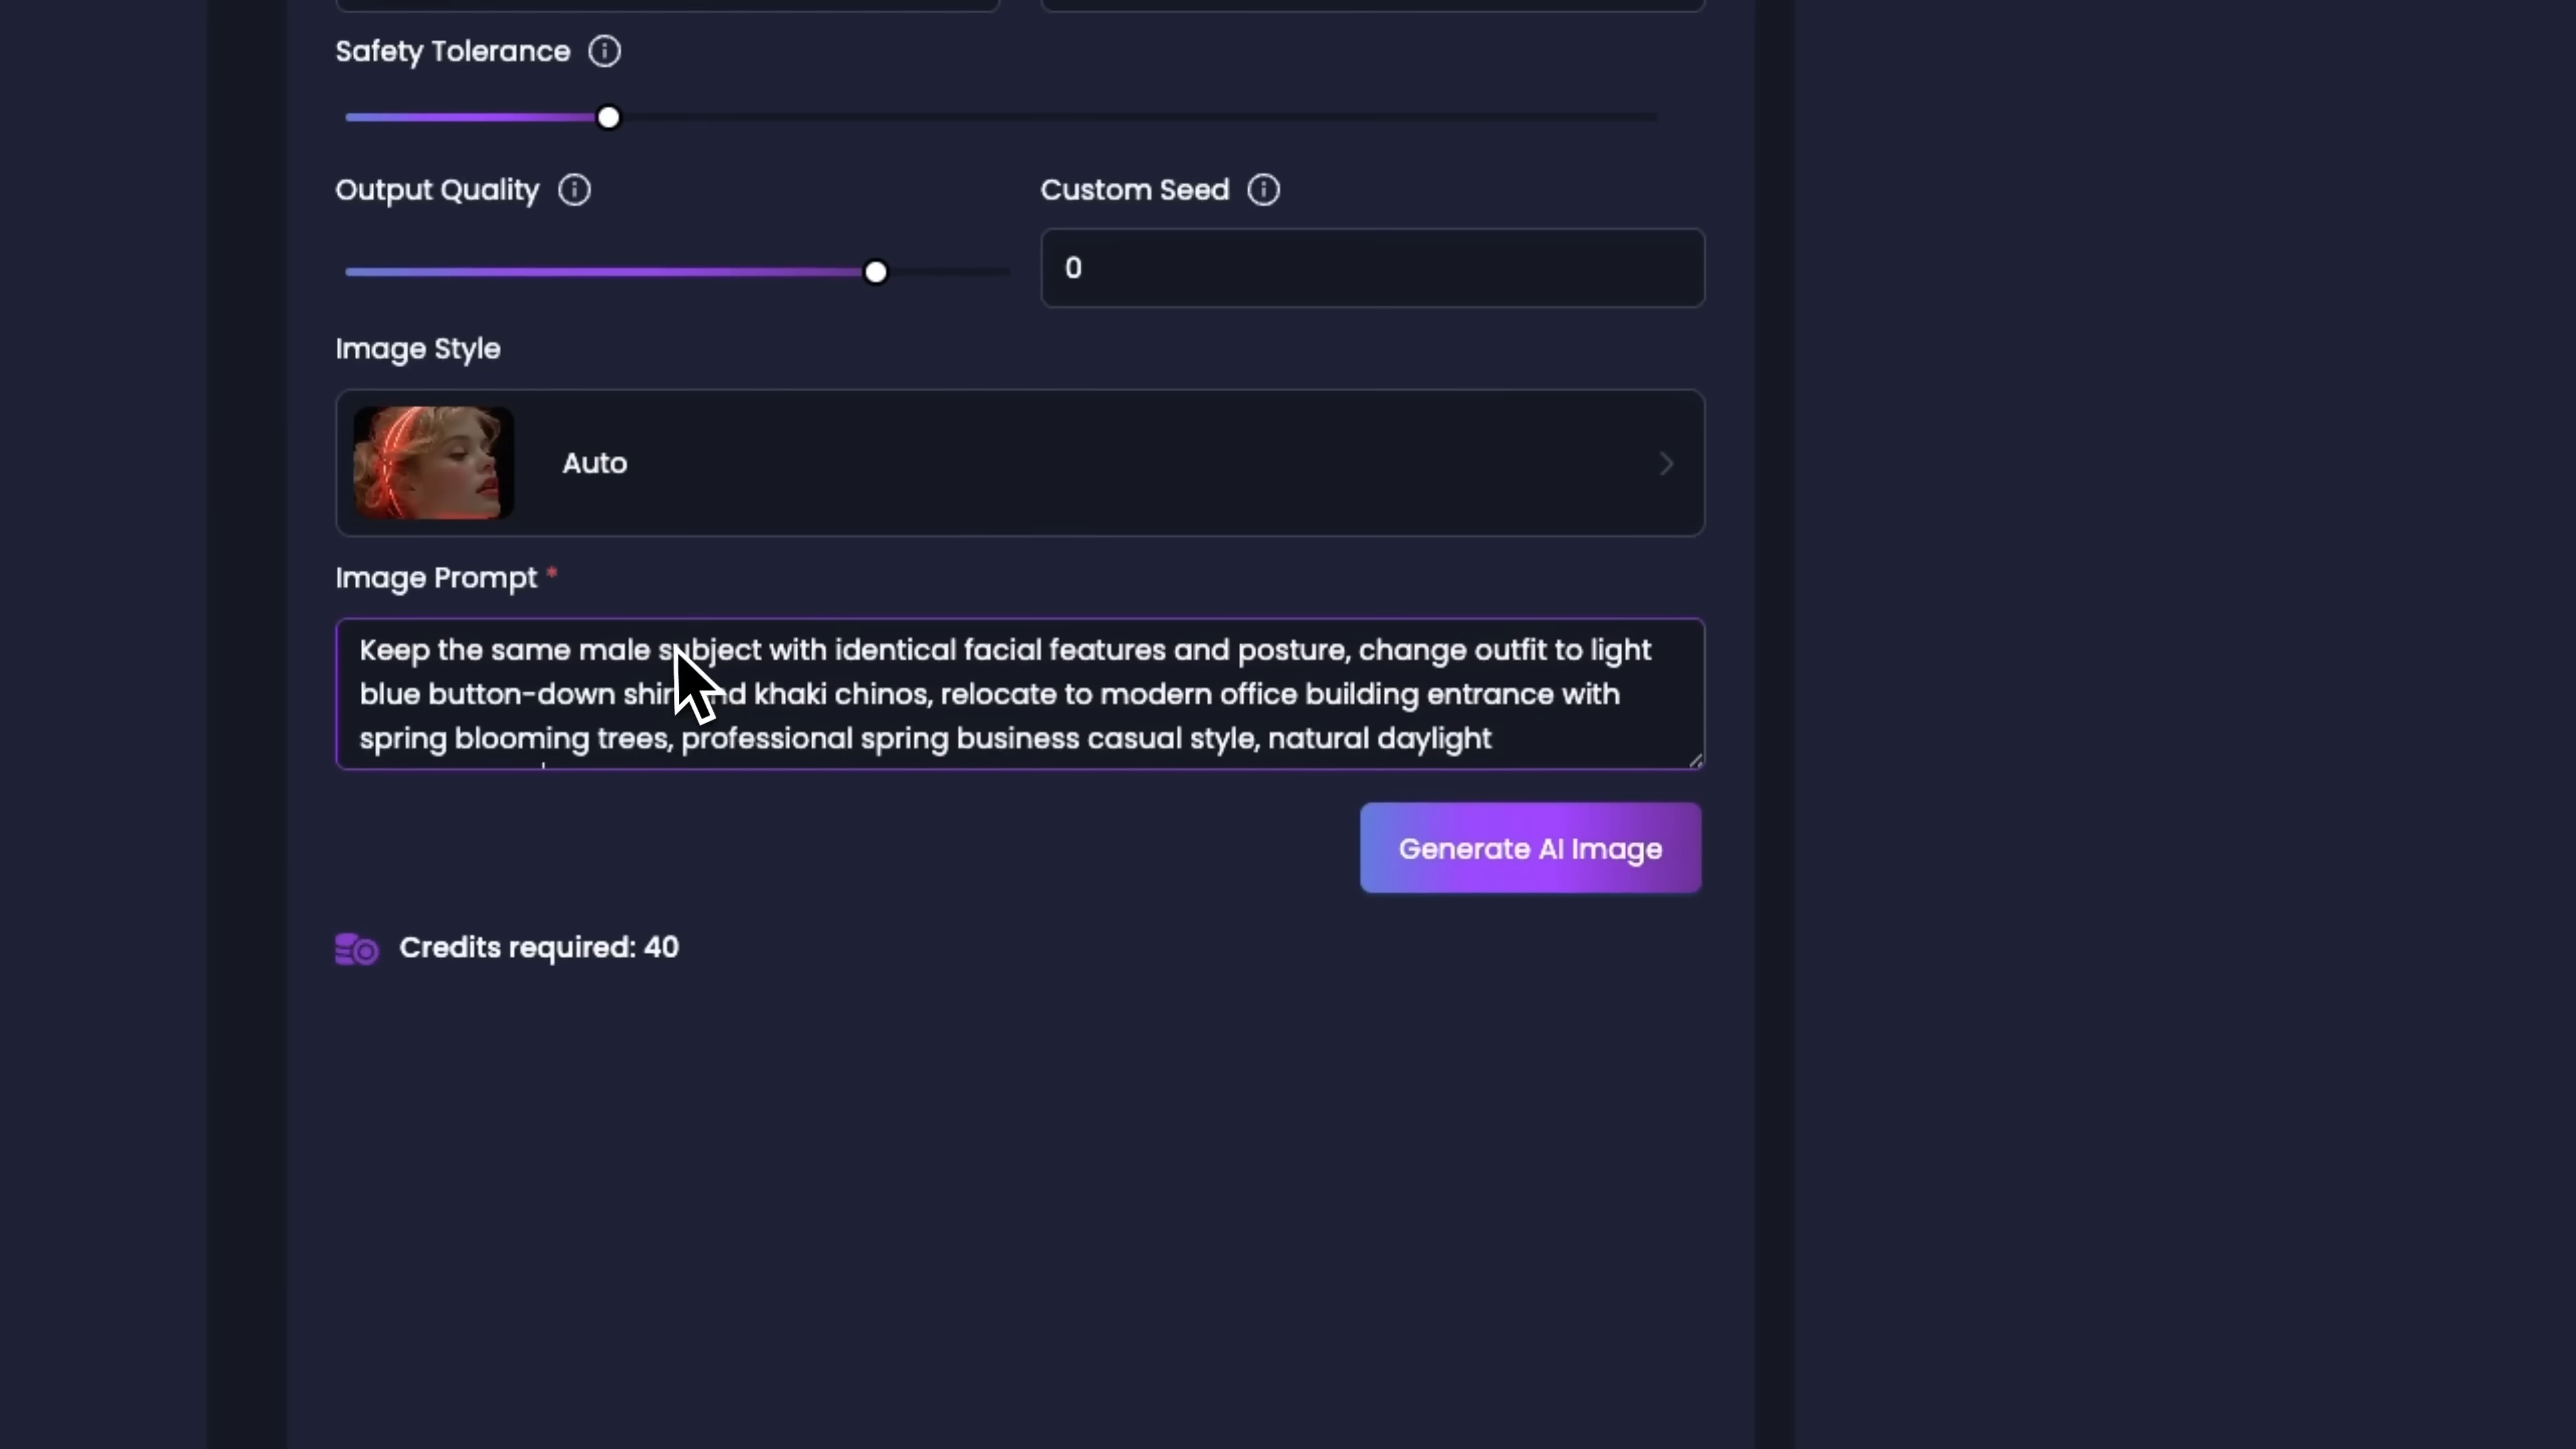 Safety Tolerance
Output Quality
Custom Seed
0
Image Style
Auto
Image Prompt *
Keep the same male subject with identical facial features and posture, change outfit to light
blue button-down shirt and khaki chinos, relocate to modern office building entrance with
spring blooming trees, professional spring business casual style, natural daylight
Generate AI Image
Credits required: 40